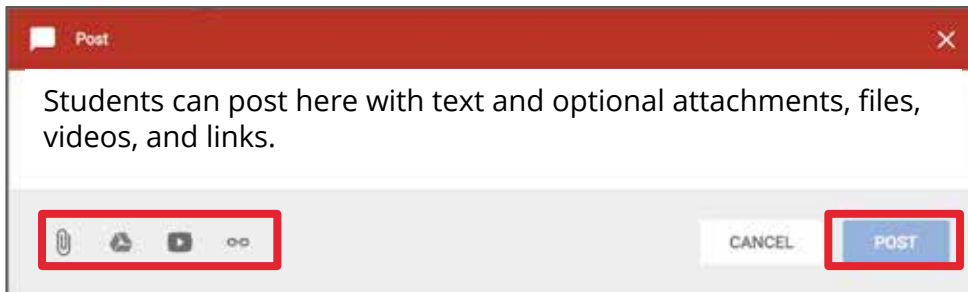 Post
Students can post here with text and optional attachments, files,
videos, and links.
CANCEL
POST